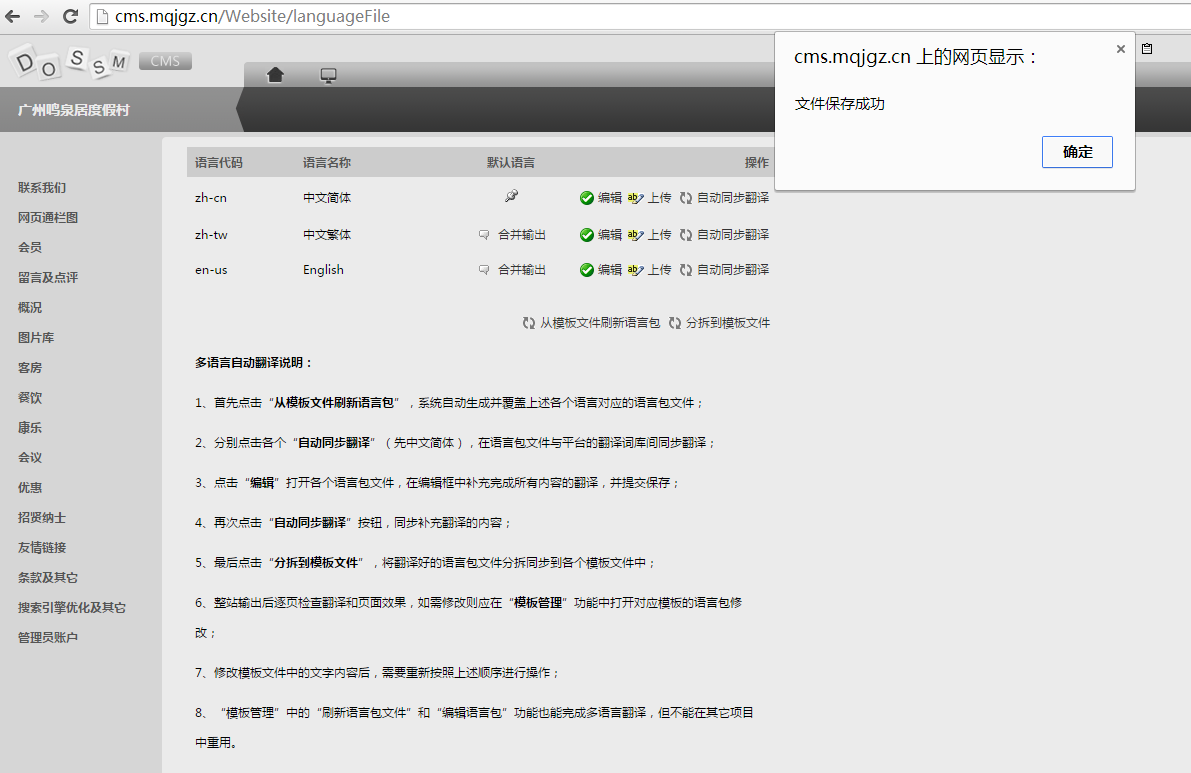 cms.mqjgz.cn/Website/languageFile
DOSSM CMS
广州鸣泉居度假村
cms.mqjgz.cn 上的网页显示：
文件保存成功
确定
联系我们
网页通栏图
会员
留言及点评
概况
图片库
客房
餐饮
康乐
会议
优惠
招贤纳士
友情链接
条款及其它
搜索引擎优化及其它
管理员账户
语言代码 语言名称 默认语言 操作
zh-cn 中文简体 编辑 ab 上传 自动同步翻译
zh-tw 中文繁体 合并输出 编辑 ab 上传 自动同步翻译
en-us English 合并输出 编辑 ab 上传 自动同步翻译
从模板文件刷新语言包 分拆到模板文件
多语言自动翻译说明：
1、首先点击“从模板文件刷新语言包”，系统自动生成并覆盖上述各个语言对应的语言包文件；
2、分别点击各个“自动同步翻译”（先中文简体），在语言包文件与平台的翻译词库间同步翻译；
3、点击“编辑”打开各个语言包文件，在编辑框中补充完成所有内容的翻译，并提交保存；
4、再次点击“自动同步翻译”按钮，同步补充翻译的内容；
5、最后点击“分拆到模板文件”，将翻译好的语言包文件分拆同步到各个模板文件中；
6、整站输出后逐页检查翻译和页面效果，如需修改则应在“模板管理”功能中打开对应模板的语言包修
改；
7、修改模板文件中的文字内容后，需要重新按照上述顺序进行操作；
8、“模板管理”中的“刷新语言包文件”和“编辑语言包”功能也能完成多语言翻译，但不能在其它项目
中重用。